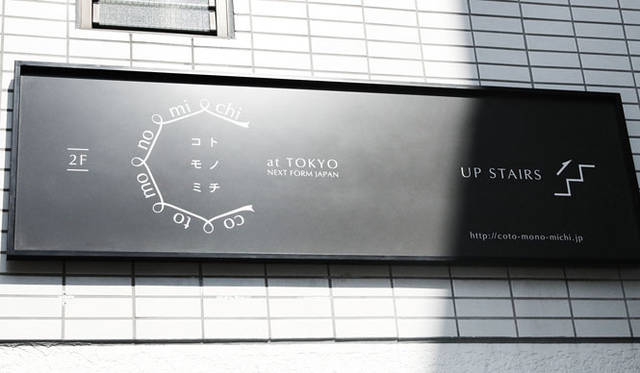 2F
co to mo no mi chi
コト
モノ
ミチ
at TOKYO
NEXT FORM JAPAN
UP STAIRS
http://coto-mono-michi.jp